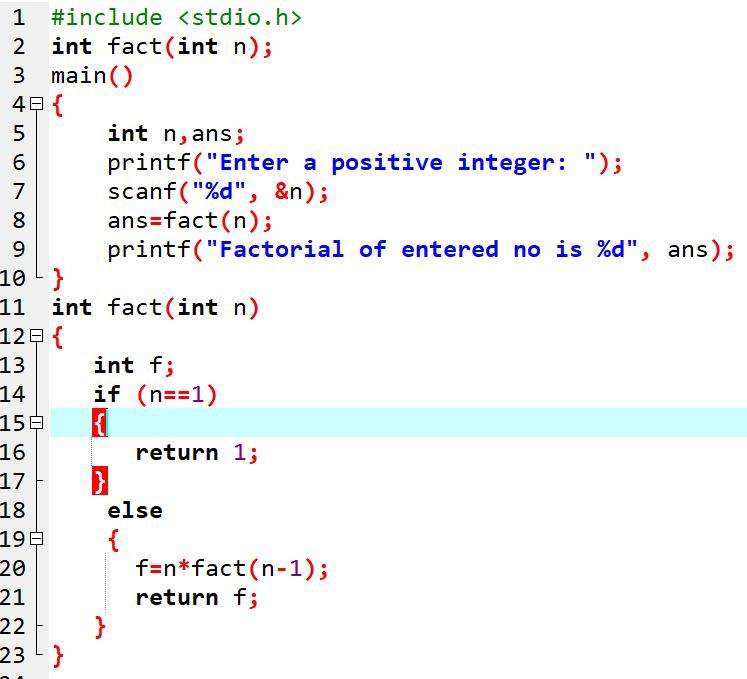 1 #include <stdio.h>
2 int fact(int n);
3 main()
4 {
5 int n,ans;
6 printf("Enter a positive integer: ");
7 scanf("%d", &n);
8 ans=fact(n);
9 printf("Factorial of entered no is %d", ans);
10 }
11 int fact(int n)
12 {
13 int f;
14 if (n==1)
15 {
16 return 1;
17 }
18 else
19 {
20 f=n*fact(n-1);
21 return f;
22 }
23 }